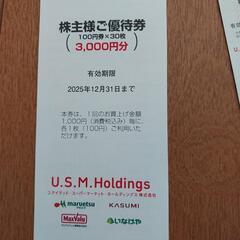 株主様ご優待券
（100円券×30枚
3,000円分）
有効期限
2025年12月31日まで
本券は、1回のお買上げ金額
1,000円（消費税込み）毎に、
各1枚（100円）ご利用いた
だけます。
U.S.M.Holdings
ユナイテッド・スーパーマーケット・ホールディングス株式会社
maruetsu KASUMI
MaxValu いなげや